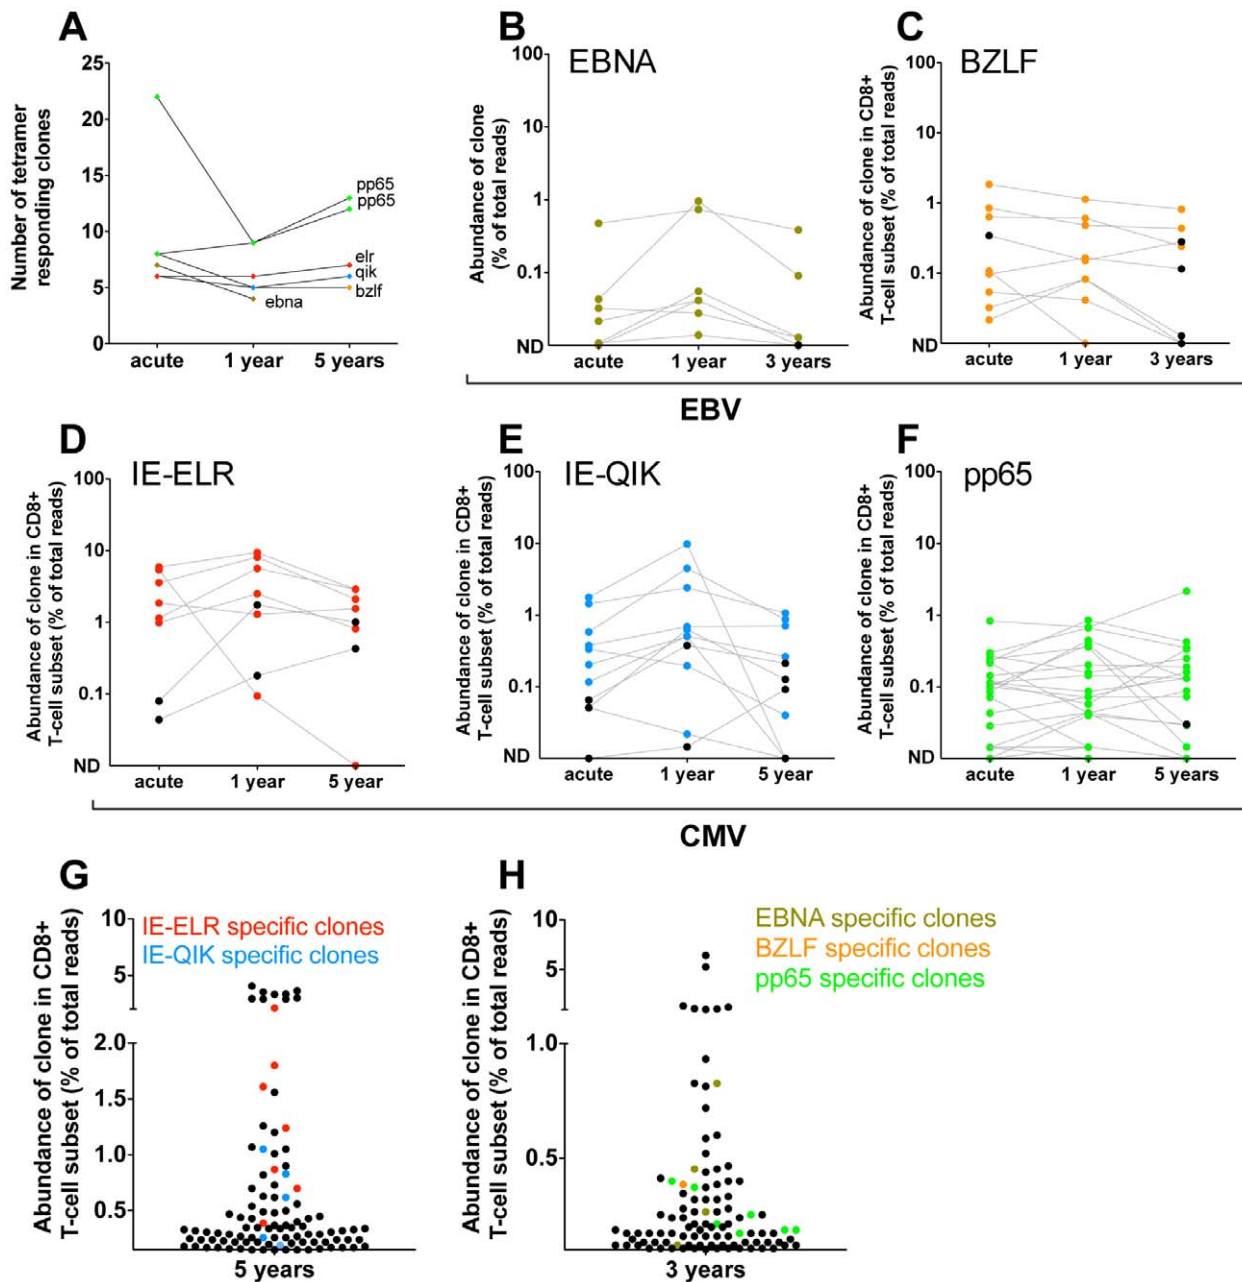 A
Number of tetramer
responding clones
25
20
15
10
5
0
acute
1 year
5 years
pp65
pp65
elr
qik
bzlf
ebna
B
EBNA
Abundance of clone
(% of total reads)
100
10
1
0.1
ND
acute
1 year
3 years
C
BZLF
Abundance of clone in CD8+
T-cell subset (% of total reads)
100
10
1
0.1
ND
acute
1 year
3 years
EBV
D
IE-ELR
Abundance of clone in CD8+
T-cell subset (% of total reads)
100
10
1
0.1
ND
acute
1 year
5 year
E
IE-QIK
Abundance of clone in CD8+
T-cell subset (% of total reads)
100
10
1
0.1
ND
acute
1 year
5 year
F
pp65
Abundance of clone in CD8+
T-cell subset (% of total reads)
100
10
1
0.1
ND
acute
1 year
5 years
CMV
G
IE-ELR specific clones
IE-QIK specific clones
Abundance of clone in CD8+
T-cell subset (% of total reads)
10
5
2.0
1.5
1.0
0.5
5 years
H
EBNA specific clones
BZLF specific clones
pp65 specific clones
Abundance of clone in CD8+
T-cell subset (% of total reads)
10
5
1.0
0.5
3 years